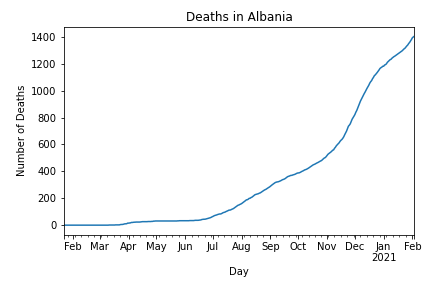 Deaths in Albania
1400
1200
1000
800
600
400
200
0
Number of Deaths
Feb Mar Apr May Jun Jul Aug Sep Oct Nov Dec Jan Feb
2021
Day